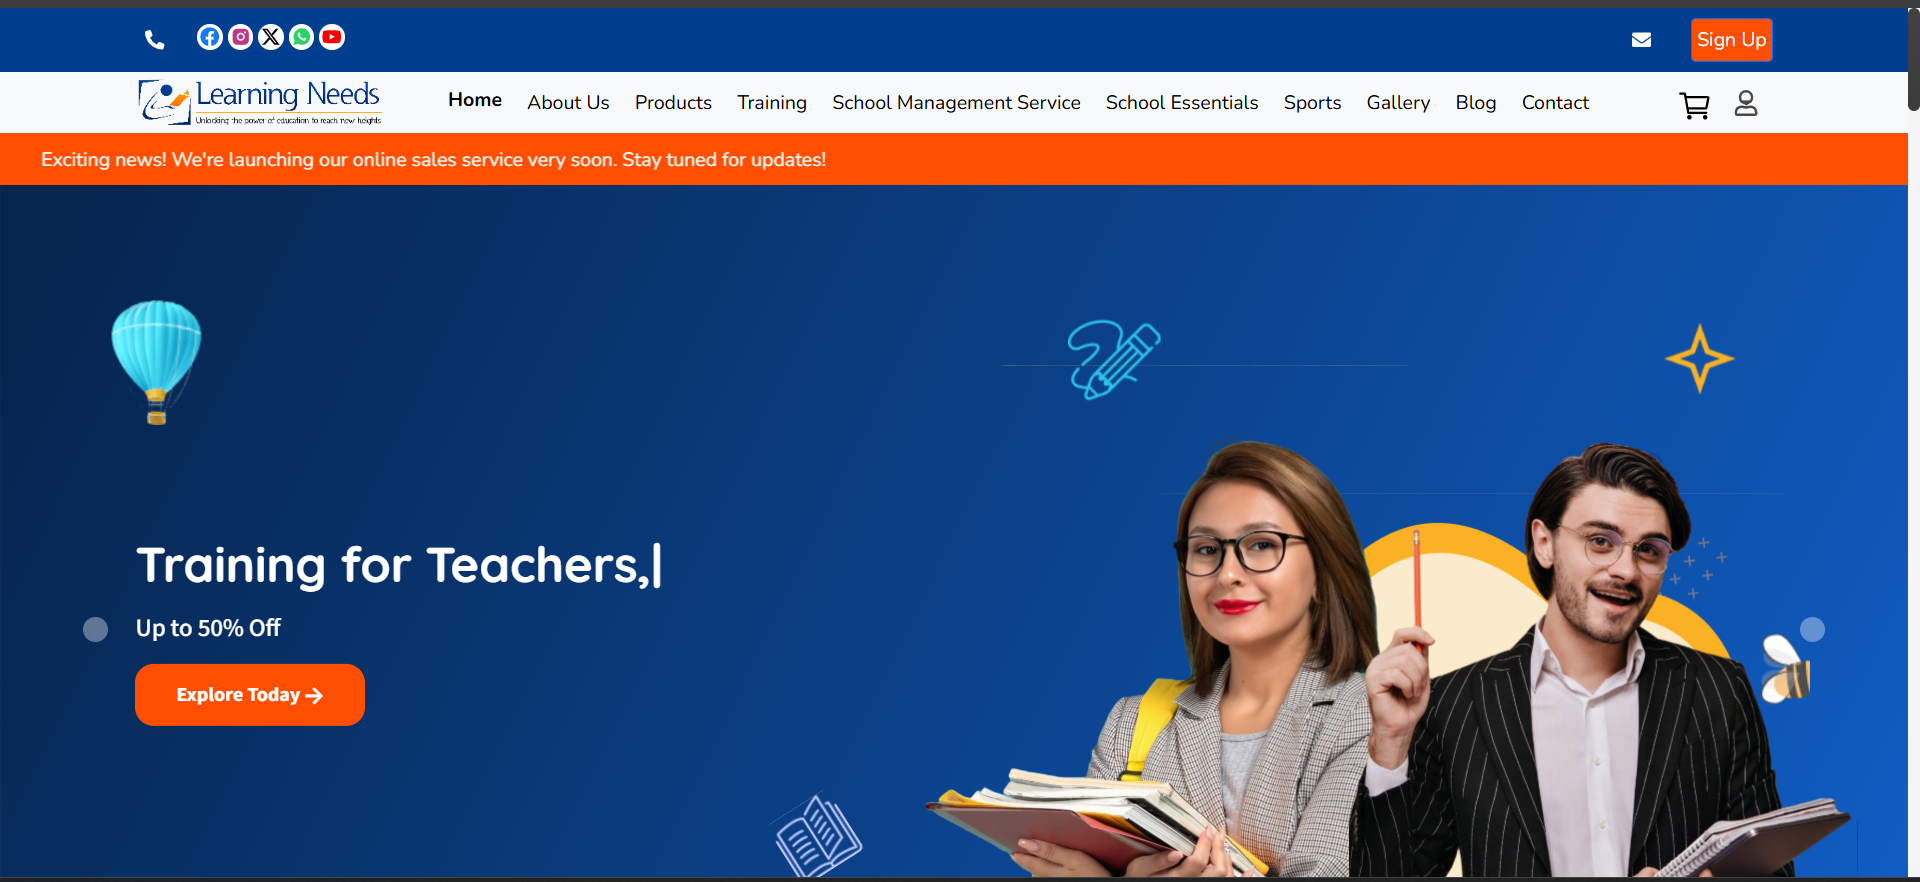 Sign Up
Learning Needs
Unlocking the power of education to reach new heights
Home About Us Products Training School Management Service School Essentials Sports Gallery Blog Contact
Exciting news! We're launching our online sales service very soon. Stay tuned for updates!
Training for Teachers,|
Up to 50% Off
Explore Today →